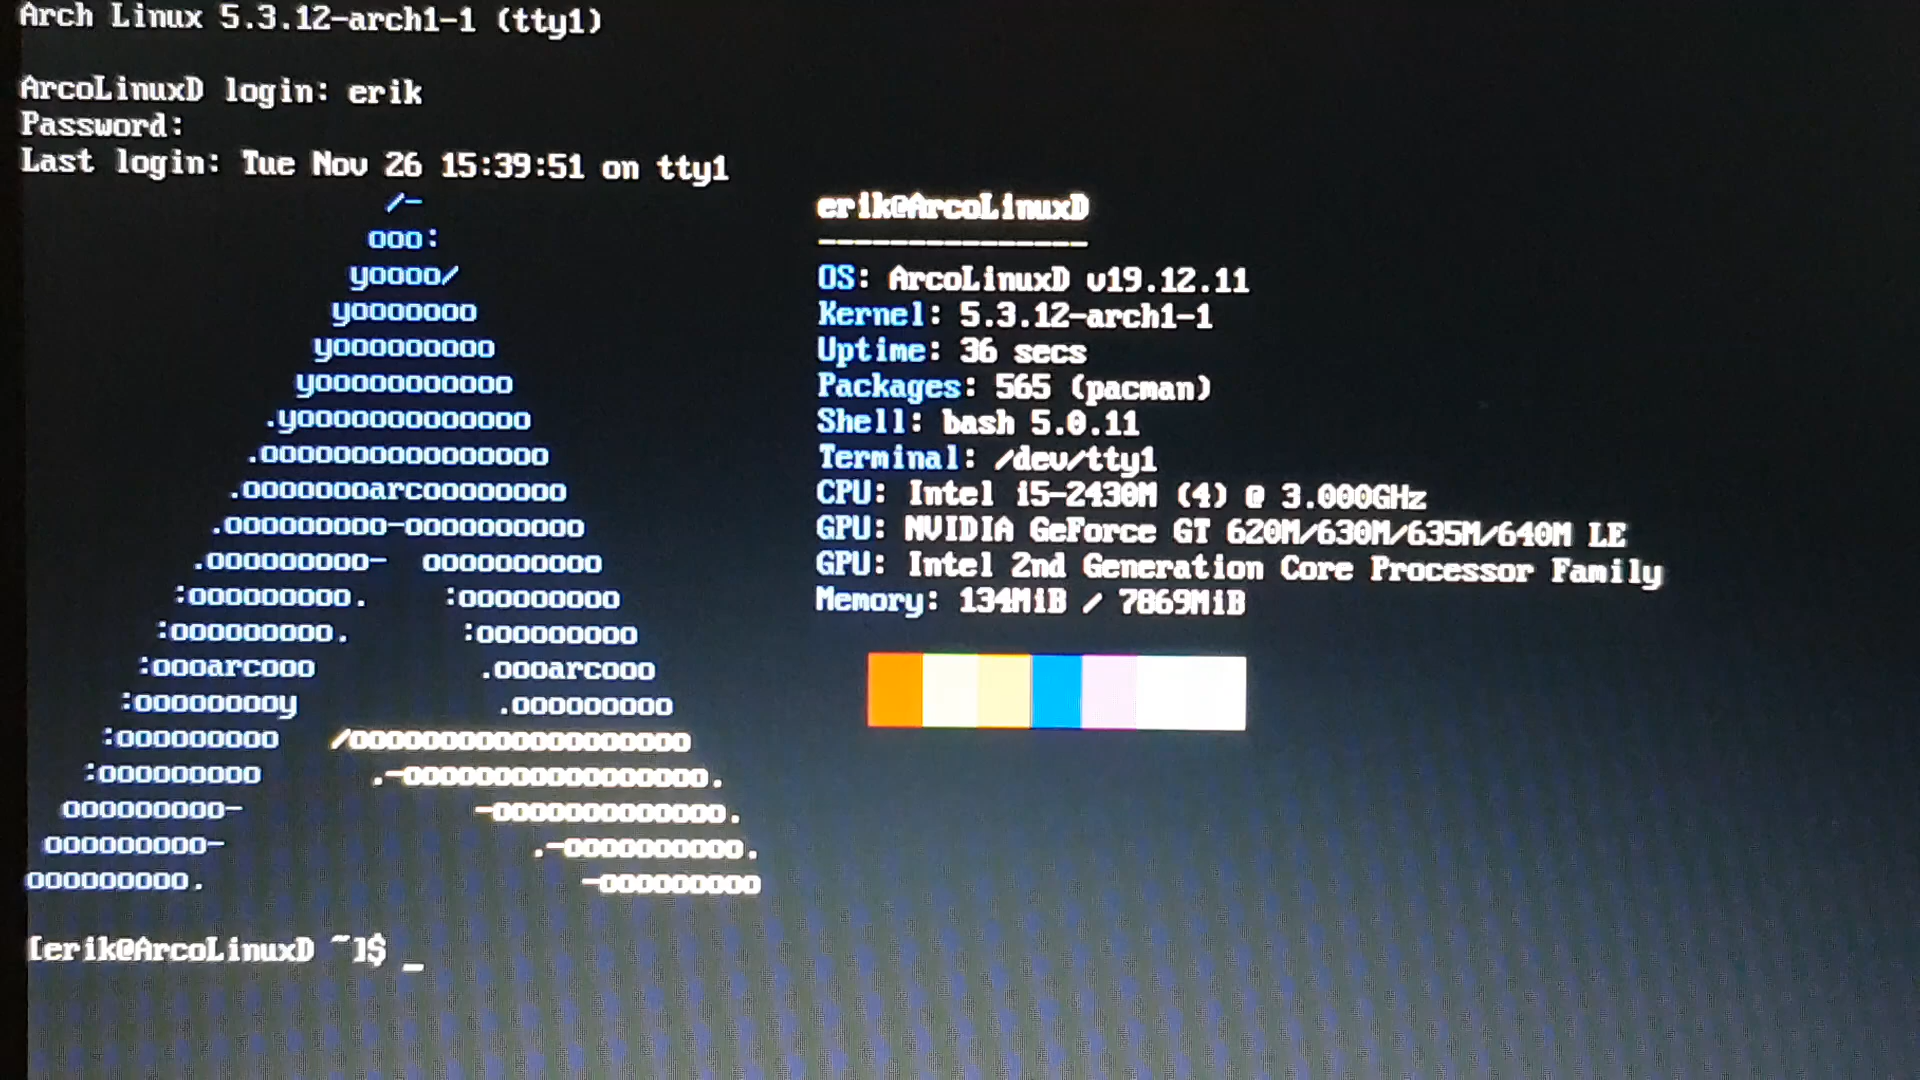 Arch Linux 5.3.12-arch1-1 (tty1)
ArcoLinuxD login: erik
Password:
Last login: Tue Nov 26 15:39:51 on tty1
/-
ooo:
yoooo/
yooooooo
yooooooooo
yooooooooooo
.yooooooooooooo
.oooooooooooooooo
.oooooooarcoooooooo
.ooooooooo-oooooooooo
.ooooooooo-  oooooooooo
:ooooooooo.    :ooooooooo
:ooooooooo.      :ooooooooo
:oooarcooo         .oooarcooo
:ooooooooy         .ooooooooo
:ooooooooo   /ooooooooooooooooooo
:ooooooooo      .-ooooooooooooooooo.
ooooooooo-             -ooooooooooooo.
ooooooooo-                 .-oooooooooo.
ooooooooo.                     -ooooooooo
erik@ArcoLinuxD
---------------
OS: ArcoLinuxD v19.12.11
Kernel: 5.3.12-arch1-1
Uptime: 36 secs
Packages: 565 (pacman)
Shell: bash 5.0.11
Terminal: /dev/tty1
CPU: Intel i5-2430M (4) @ 3.000GHz
GPU: NVIDIA GeForce GT 620M/630M/635M/640M LE
GPU: Intel 2nd Generation Core Processor Family
Memory: 134MiB / 7869MiB
[erik@ArcoLinuxD ~]$ _